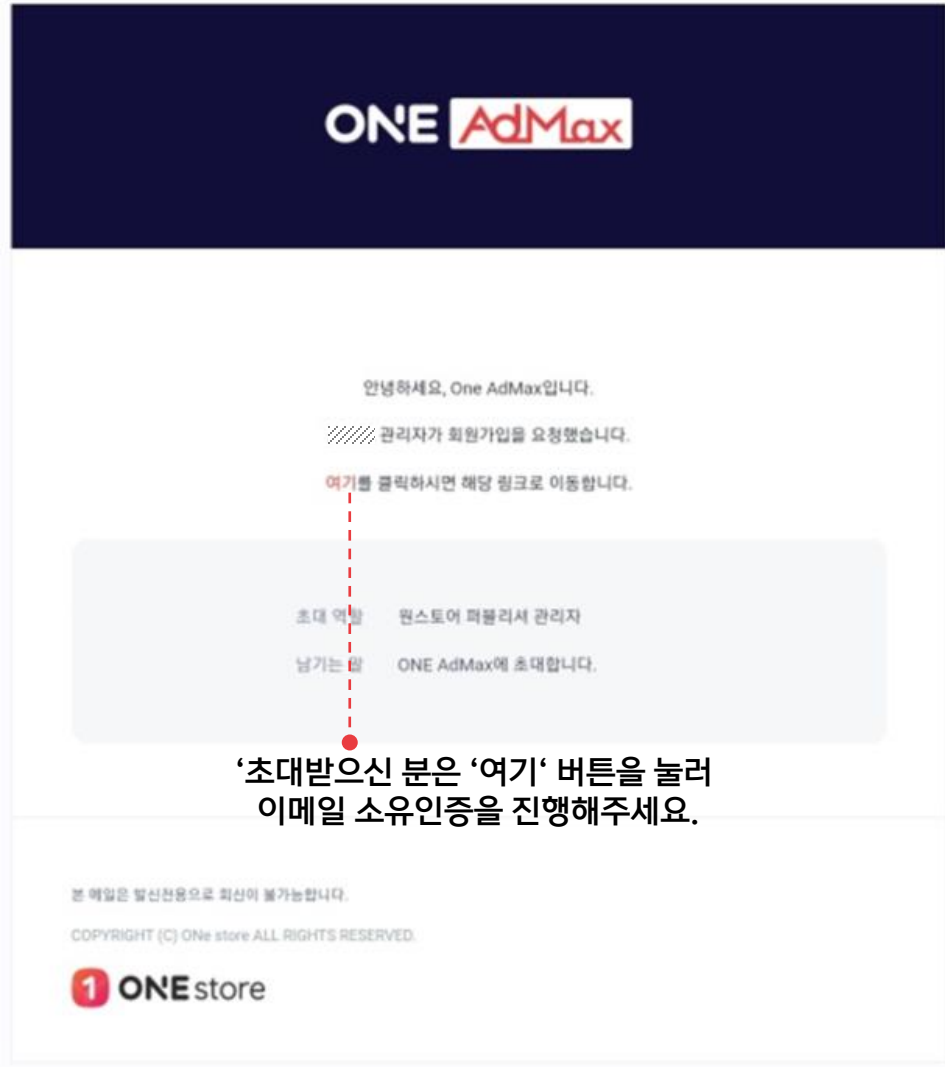 ONE AdMax
안녕하세요, One AdMax입니다.
관리자가 회원가입을 요청했습니다.
여기를 클릭하시면 해당 링크로 이동합니다.
초대 역할 원스토어 퍼블리셔 관리자
남기는 말 ONE AdMax에 초대합니다.
‘초대받으신 분은 ‘여기‘ 버튼을 눌러
이메일 소유인증을 진행해주세요.
본 메일은 발신전용으로 회신이 불가능합니다.
COPYRIGHT (C) ONe store ALL RIGHTS RESERVED.
1 ONE store